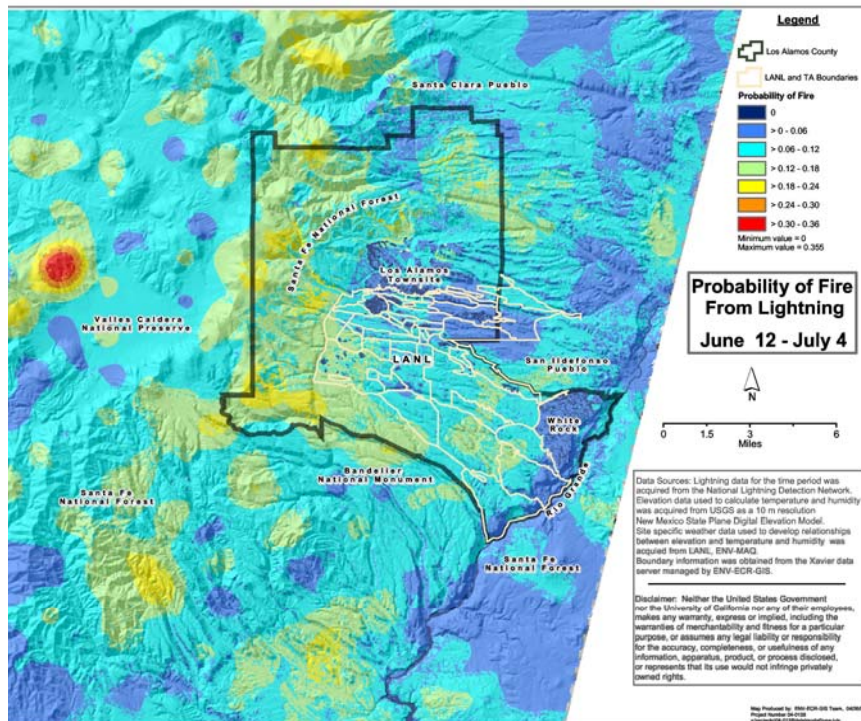 Legend
Los Alamos County
LANL and TA Boundaries
Probability of Fire
0
> 0 - 0.06
> 0.06 - 0.12
> 0.12 - 0.18
> 0.18 - 0.24
> 0.24 - 0.30
> 0.30 - 0.36
Minimum value = 0
Maximum value = 0.355
Probability of Fire
From Lightning
June 12 - July 4
N
0 1.5 3 6
Miles
Santa Clara Pueblo
Santa Fe National Forest
Los Alamos
Townsite
Valles Caldera
National Preserve
LANL
San Ildefonso
Pueblo
White
Rock
Bandelier
National Monument
Rio Grande
Santa Fe
National Forest
Santa Fe
National Forest
Data Sources: Lightning data for the time period was
acquired from the National Lightning Detection Network.
Elevation data used to calculate temperature and humidity
was acquired from USGS as a 10 m resolution
New Mexico State Plane Digital Elevation Model.
Site specific weather data used to develop relationships
between elevation and temperature and humidity was
acquied from LANL, ENV-MAQ.
Boundary information was obtained from the Xavier data
server managed by ENV-ECR-GIS.
Disclaimer: Neither the United States Government
nor the University of California nor any of their employees,
makes any warranty, express or implied, including the
warranties of merchantability and fitness for a particular
purpose, or assumes any legal liability or responsibility
for the accuracy, completeness, or usefulness of any
information, apparatus, product, or process disclosed,
or represents that its use would not infringe privately
owned rights.
Map Produced by: ENV-ECR-GIS Team,
Project Number